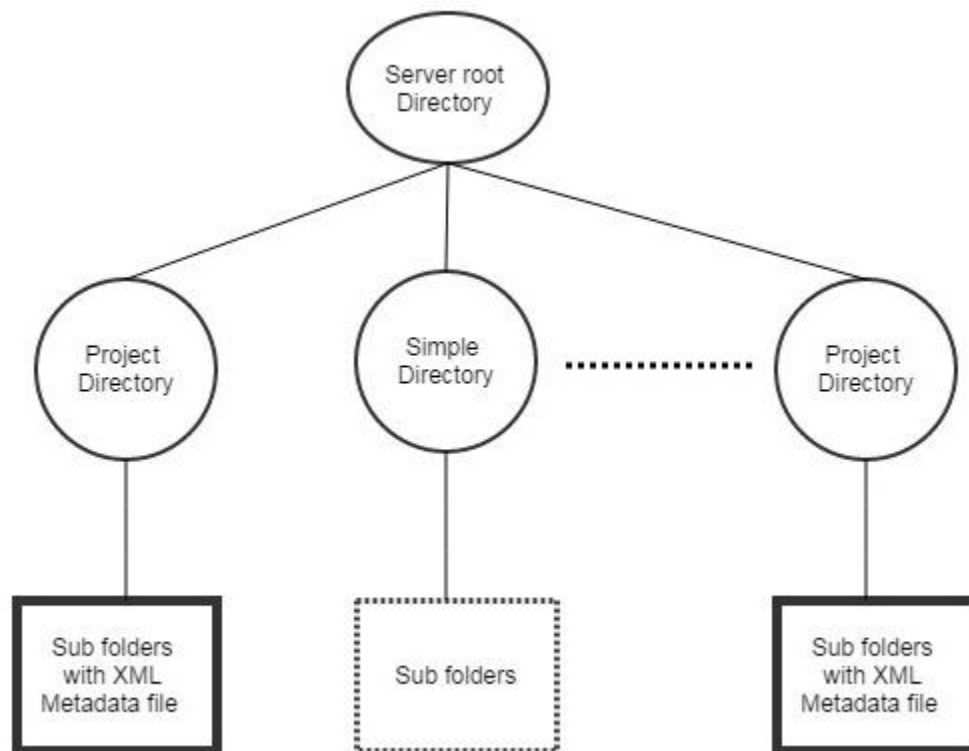 Server root
Directory
Project
Directory
Simple
Directory
Project
Directory
Sub folders
with XML
Metadata file
Sub folders
Sub folders
with XML
Metadata file